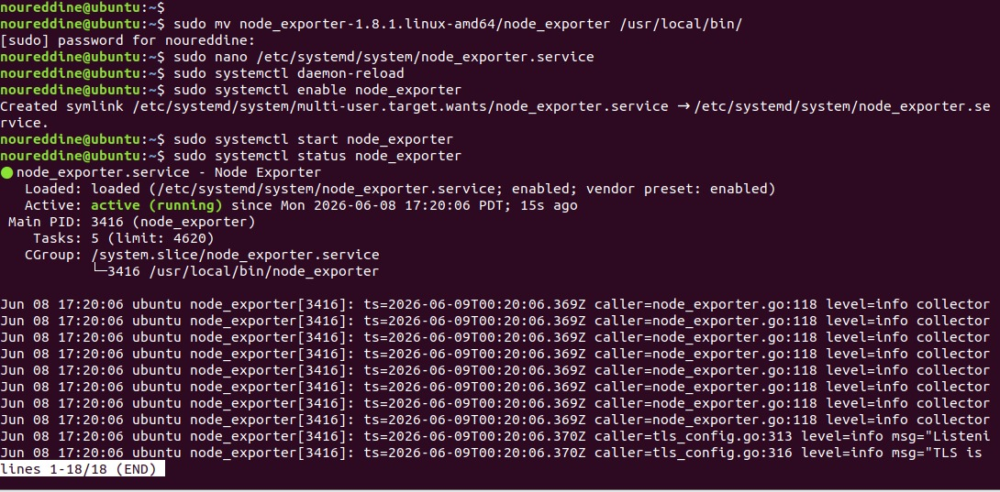 noureddine@ubuntu:~$
noureddine@ubuntu:~$ sudo mv node_exporter-1.8.1.linux-amd64/node_exporter /usr/local/bin/
[sudo] password for noureddine:
noureddine@ubuntu:~$ sudo nano /etc/systemd/system/node_exporter.service
noureddine@ubuntu:~$ sudo systemctl daemon-reload
noureddine@ubuntu:~$ sudo systemctl enable node_exporter
Created symlink /etc/systemd/system/multi-user.target.wants/node_exporter.service → /etc/systemd/system/node_exporter.se
rvice.
noureddine@ubuntu:~$ sudo systemctl start node_exporter
noureddine@ubuntu:~$ sudo systemctl status node_exporter
● node_exporter.service - Node Exporter
   Loaded: loaded (/etc/systemd/system/node_exporter.service; enabled; vendor preset: enabled)
   Active: active (running) since Mon 2026-06-08 17:20:06 PDT; 15s ago
 Main PID: 3416 (node_exporter)
    Tasks: 5 (limit: 4620)
   CGroup: /system.slice/node_exporter.service
           └─3416 /usr/local/bin/node_exporter

Jun 08 17:20:06 ubuntu node_exporter[3416]: ts=2026-06-09T00:20:06.369Z caller=node_exporter.go:118 level=info collector
Jun 08 17:20:06 ubuntu node_exporter[3416]: ts=2026-06-09T00:20:06.369Z caller=node_exporter.go:118 level=info collector
Jun 08 17:20:06 ubuntu node_exporter[3416]: ts=2026-06-09T00:20:06.369Z caller=node_exporter.go:118 level=info collector
Jun 08 17:20:06 ubuntu node_exporter[3416]: ts=2026-06-09T00:20:06.369Z caller=node_exporter.go:118 level=info collector
Jun 08 17:20:06 ubuntu node_exporter[3416]: ts=2026-06-09T00:20:06.369Z caller=node_exporter.go:118 level=info collector
Jun 08 17:20:06 ubuntu node_exporter[3416]: ts=2026-06-09T00:20:06.369Z caller=node_exporter.go:118 level=info collector
Jun 08 17:20:06 ubuntu node_exporter[3416]: ts=2026-06-09T00:20:06.369Z caller=node_exporter.go:118 level=info collector
Jun 08 17:20:06 ubuntu node_exporter[3416]: ts=2026-06-09T00:20:06.369Z caller=node_exporter.go:118 level=info collector
Jun 08 17:20:06 ubuntu node_exporter[3416]: ts=2026-06-09T00:20:06.370Z caller=tls_config.go:313 level=info msg="Listeni
Jun 08 17:20:06 ubuntu node_exporter[3416]: ts=2026-06-09T00:20:06.370Z caller=tls_config.go:316 level=info msg="TLS is
lines 1-18/18 (END)